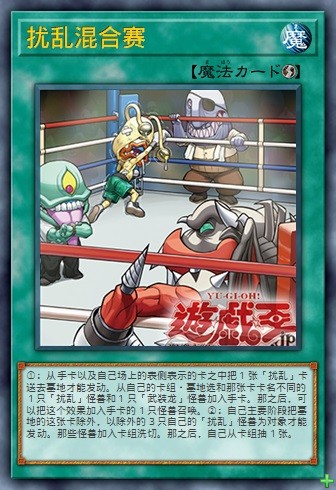 扰乱混合赛
魔
【魔法カード】
YU-GI-OH!
遊戯王.jp
①：从手卡以及自己场上的表侧表示的卡之中把１张「扰乱」卡
送去墓地才能发动。从自己的卡组·墓地选和那张卡卡名不同的
１只「扰乱」怪兽和１只「武装龙」怪兽加入手卡。那之后，可
以把这个效果加入手卡的１只怪兽召唤。②：自己主要阶段把墓
地的这张卡除外，以除外的３只自己的「扰乱」怪兽为对象才能
发动。那些怪兽加入卡组洗切。那之后，自己从卡组抽１张。